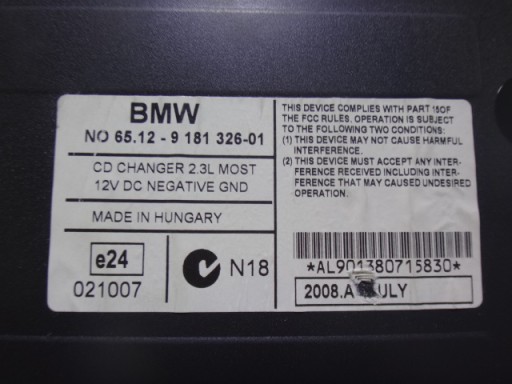 BMW
NO 65.12 - 9 181 326-01
CD CHANGER 2.3L MOST
12V DC NEGATIVE GND
MADE IN HUNGARY
e24
021007
N18
THIS DEVICE COMPLIES WITH PART 15OF
THE FCC RULES. OPERATION IS SUBJECT
TO THE FOLLOWING TWO CONDITIONS:
(1) THIS DEVICE MAY NOT CAUSE HARMFUL
INTERFERENCE.
(2) THIS DEVICE MUST ACCEPT ANY INTER-
FERENCE RECEIVED INCLUDING INTER-
FERENCE THAT MAY CAUSED UNDESIRED
OPERATION.
*AL901380715830*
2008.A ULY